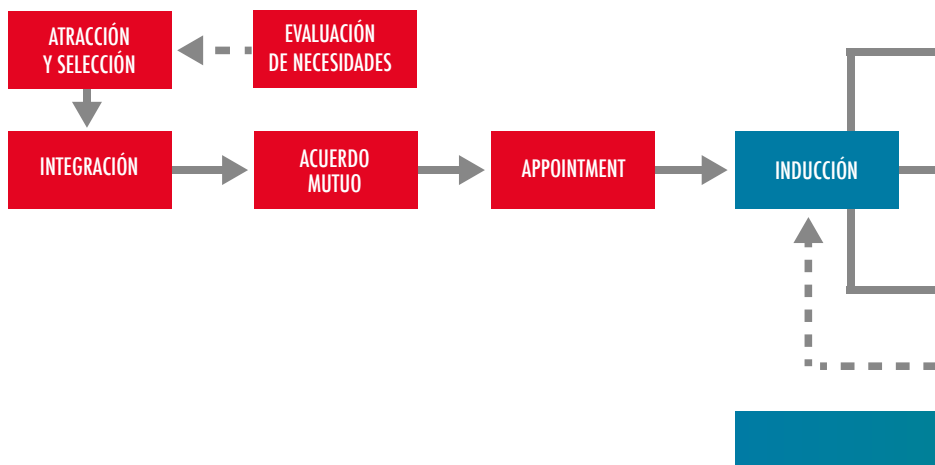 ATRACCIÓN
Y SELECCIÓN
EVALUACIÓN
DE NECESIDADES
INTEGRACIÓN
ACUERDO
MUTUO
APPOINTMENT
INDUCCIÓN